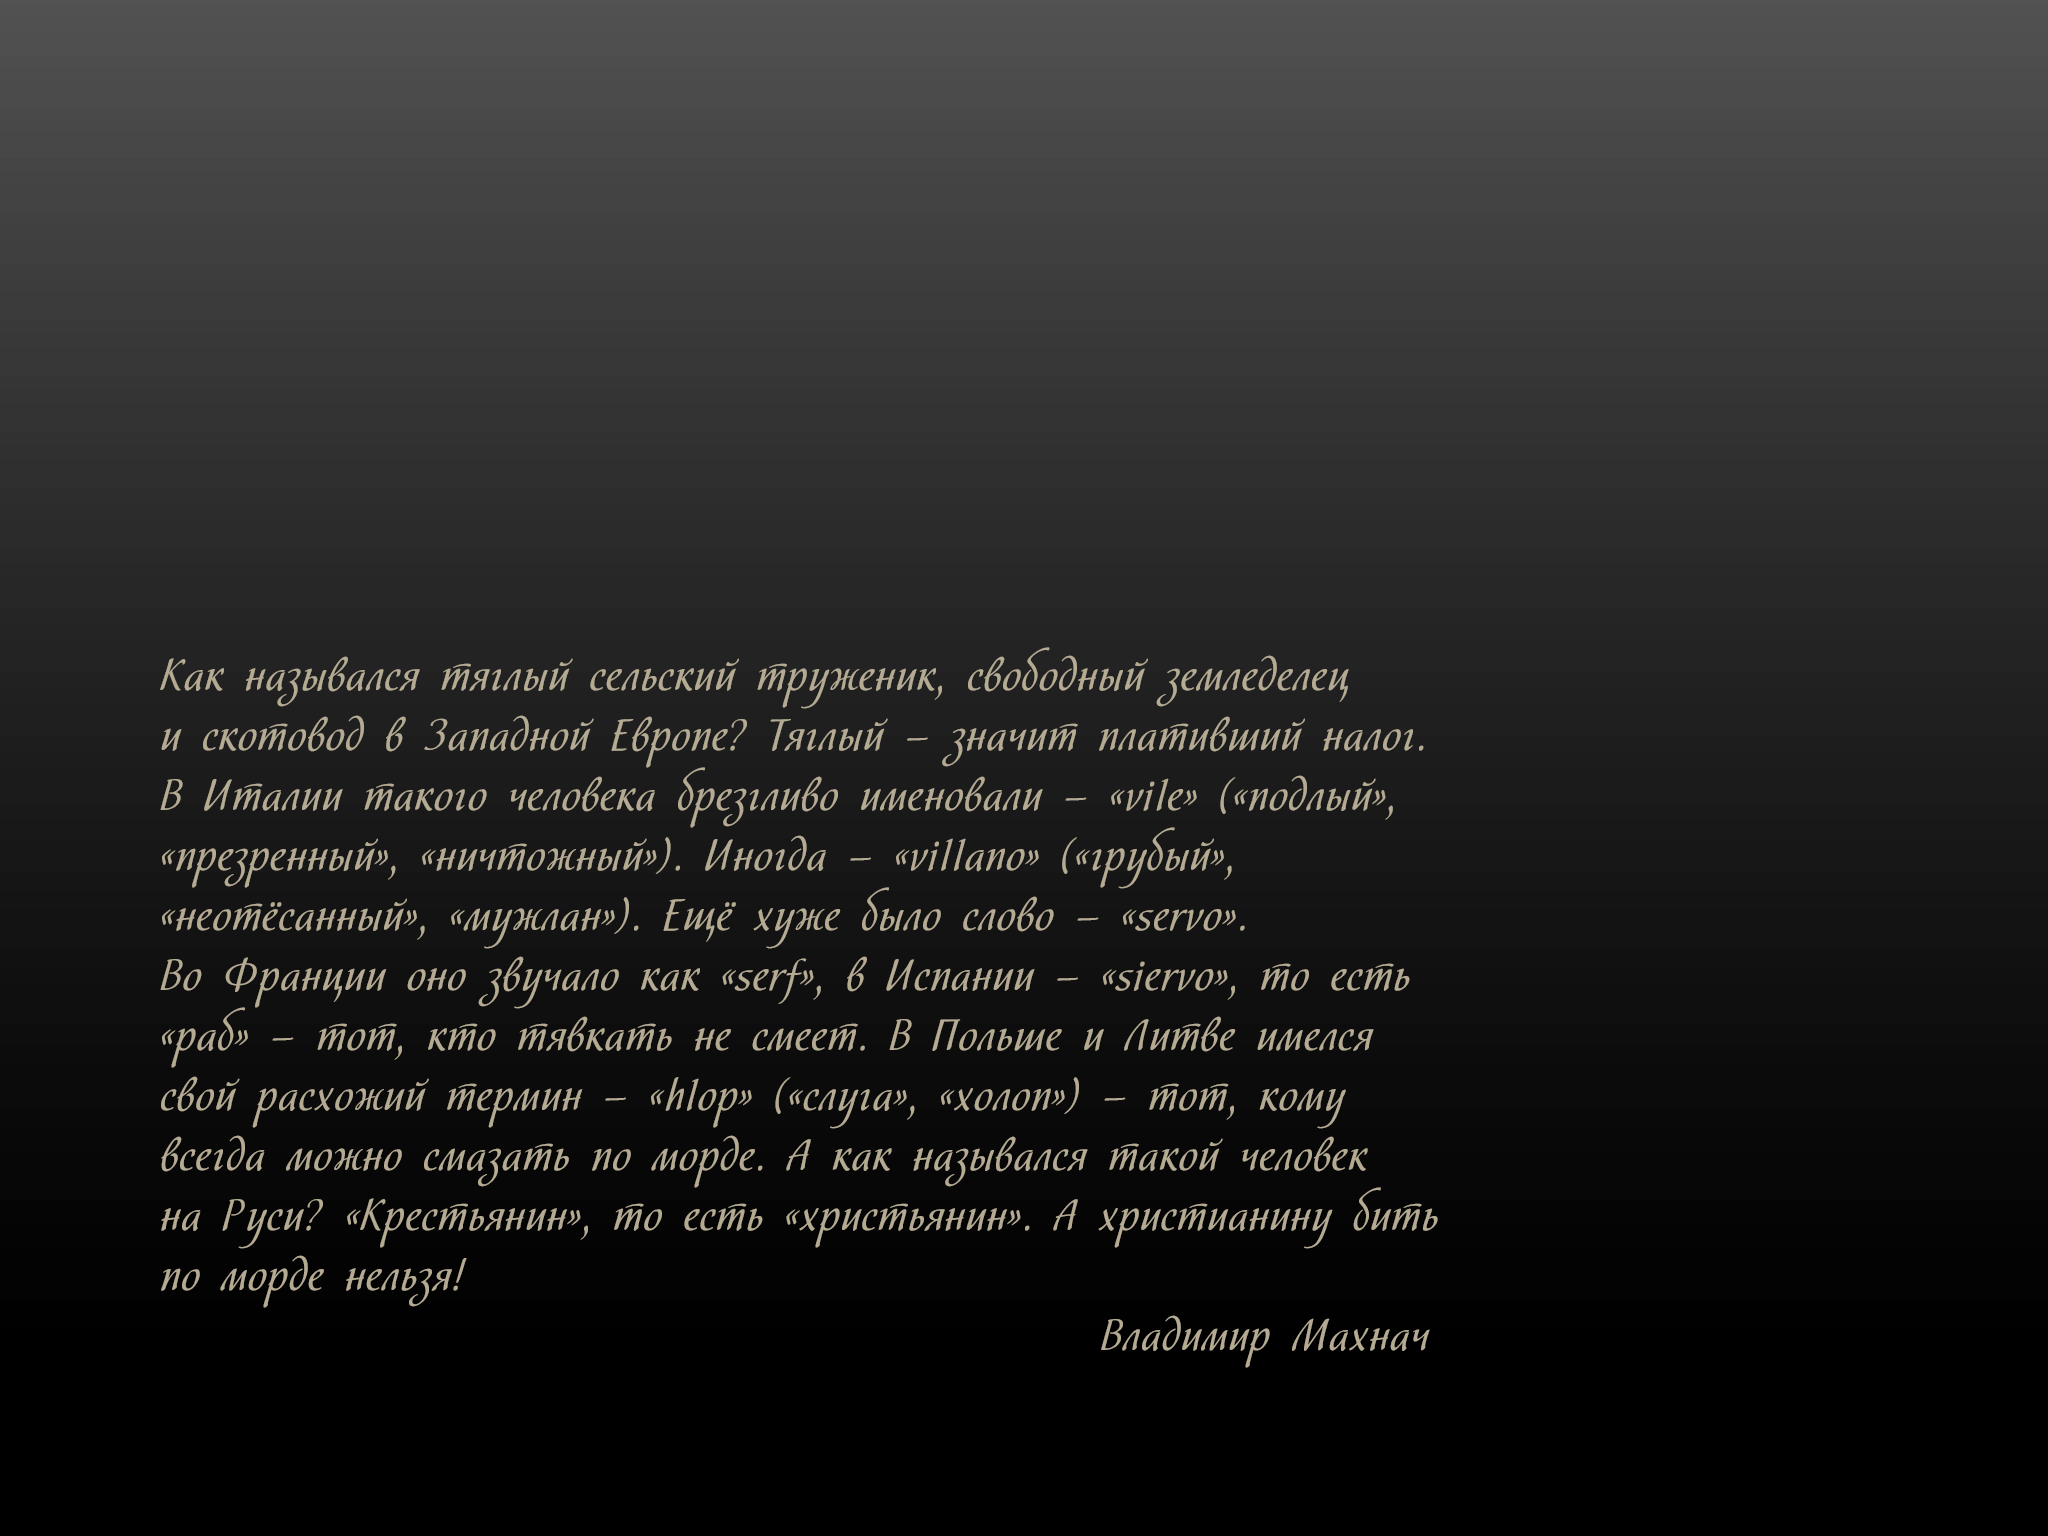 Как назывался тяглый сельский труженик, свободный земледелец
и скотовод в Западной Европе? Тяглый – значит плативший налог.
В Италии такого человека брезгливо именовали – «vile» («подлый»,
«презренный», «ничтожный»). Иногда – «villano» («грубый»,
«неотёсанный», «мужлан»). Ещё хуже было слово – «servo».
Во Франции оно звучало как «serf», в Испании – «siervo», то есть
«раб» – тот, кто тявкать не смеет. В Польше и Литве имелся
свой расхожий термин – «hlop» («слуга», «холоп») – тот, кому
всегда можно смазать по морде. А как назывался такой человек
на Руси? «Крестьянин», то есть «христьянин». А христианину бить
по морде нельзя!
Владимир Махнач